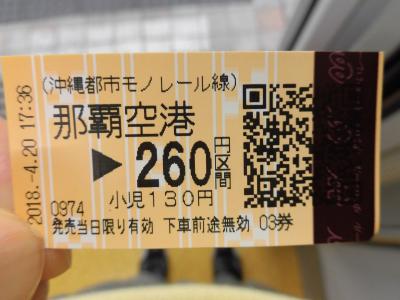 (沖縄都市モノレール線)
那覇空港
▶260円区間
小児130円
0974
発売当日限り有効 下車前途無効 03券
2018.-4.20 17:36